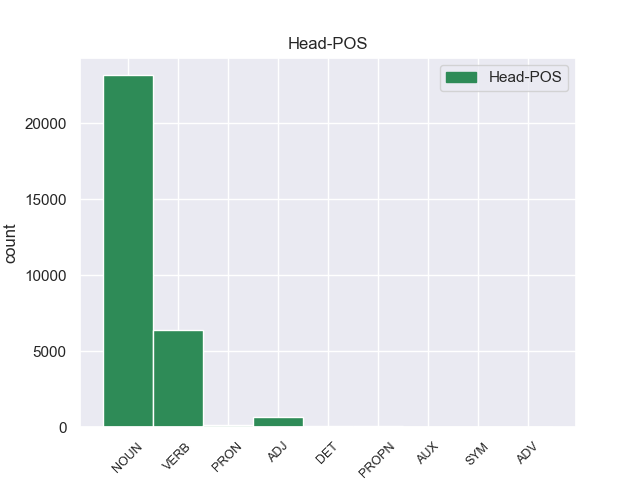 Head-POS
Head-POS
count
20000
15000
10000
5000
0
NOUN VERB PRON ADJ DET PROPN AUX SYM ADV